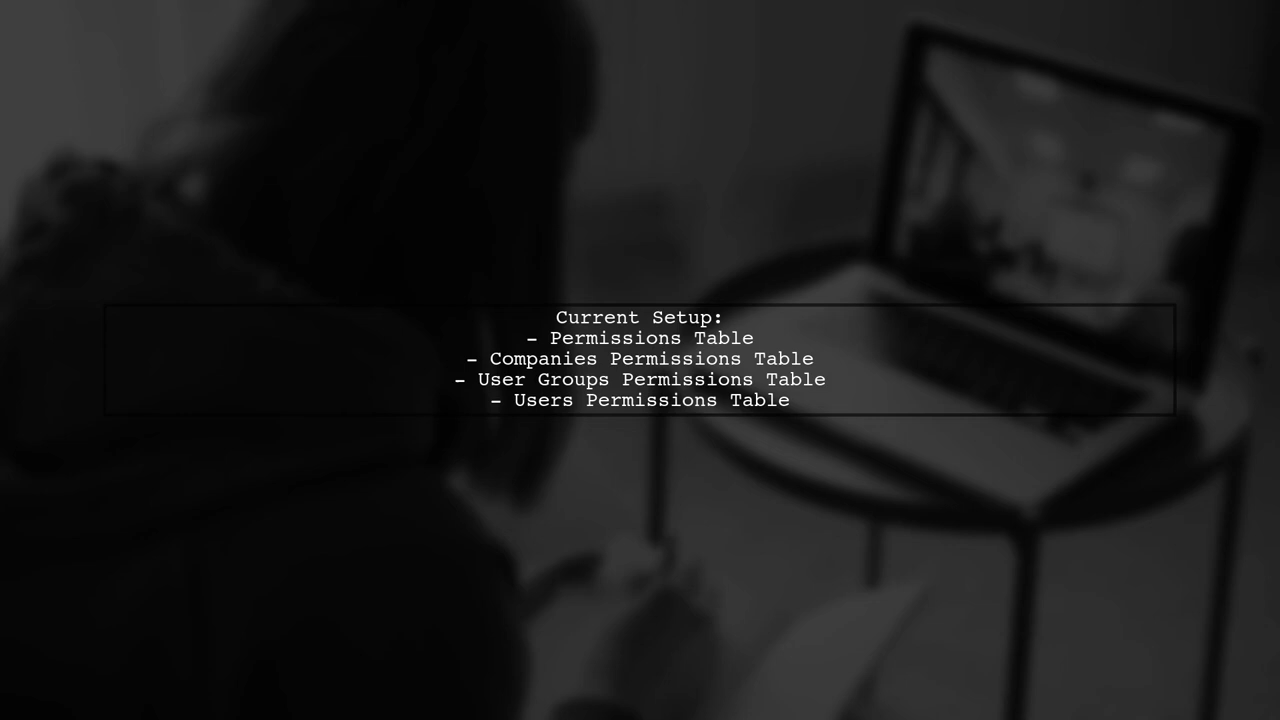 Current Setup:
- Permissions Table
- Companies Permissions Table
- User Groups Permissions Table
- Users Permissions Table